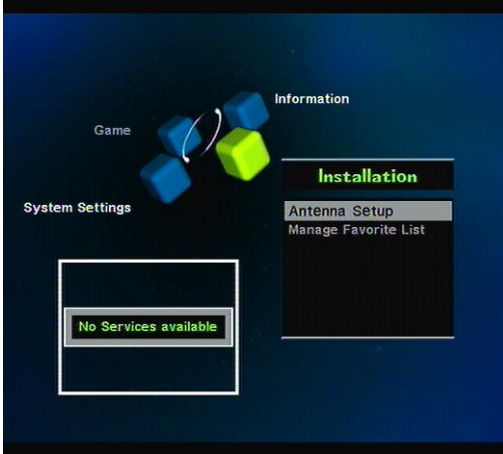 Information
Game
Installation
System Settings
Antenna Setup
Manage Favorite List
No Services available